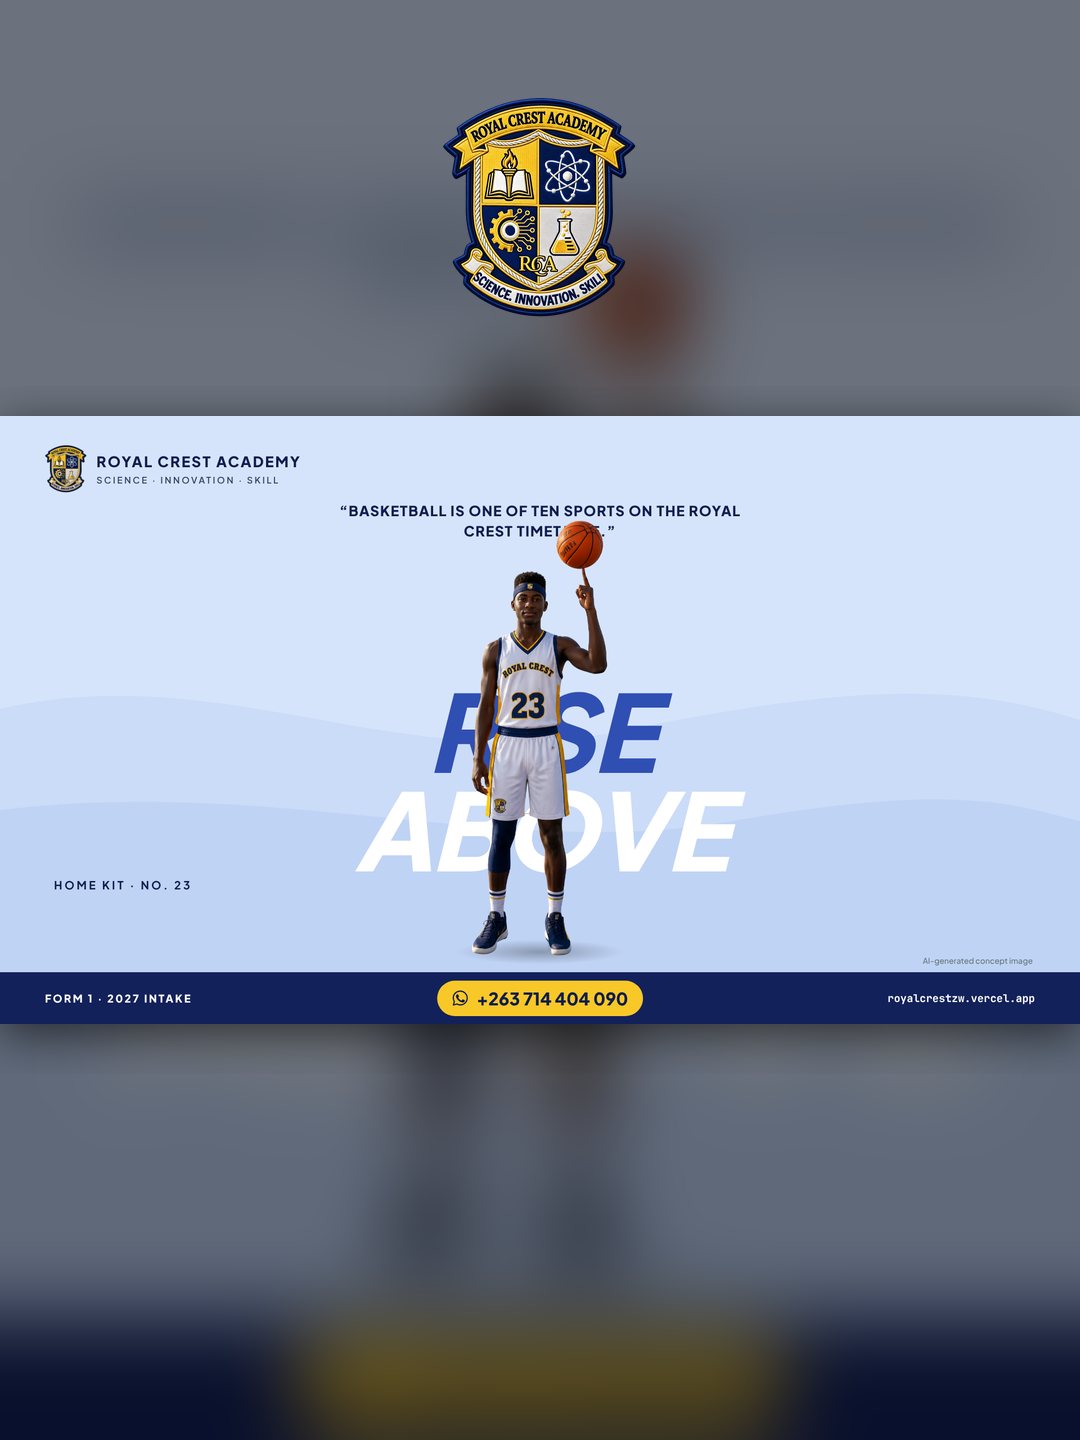 ROYAL CREST ACADEMY
RCA
SCIENCE. INNOVATION. SKILL
ROYAL CREST ACADEMY
SCIENCE · INNOVATION · SKILL
“BASKETBALL IS ONE OF TEN SPORTS ON THE ROYAL
CREST .”
ROYAL CREST
23
RISE
ABOVE
HOME KIT · NO. 23
AI-generated concept image
FORM 1 · 2027 INTAKE
+263 714 404 090
royalcrestzw.vercel.app